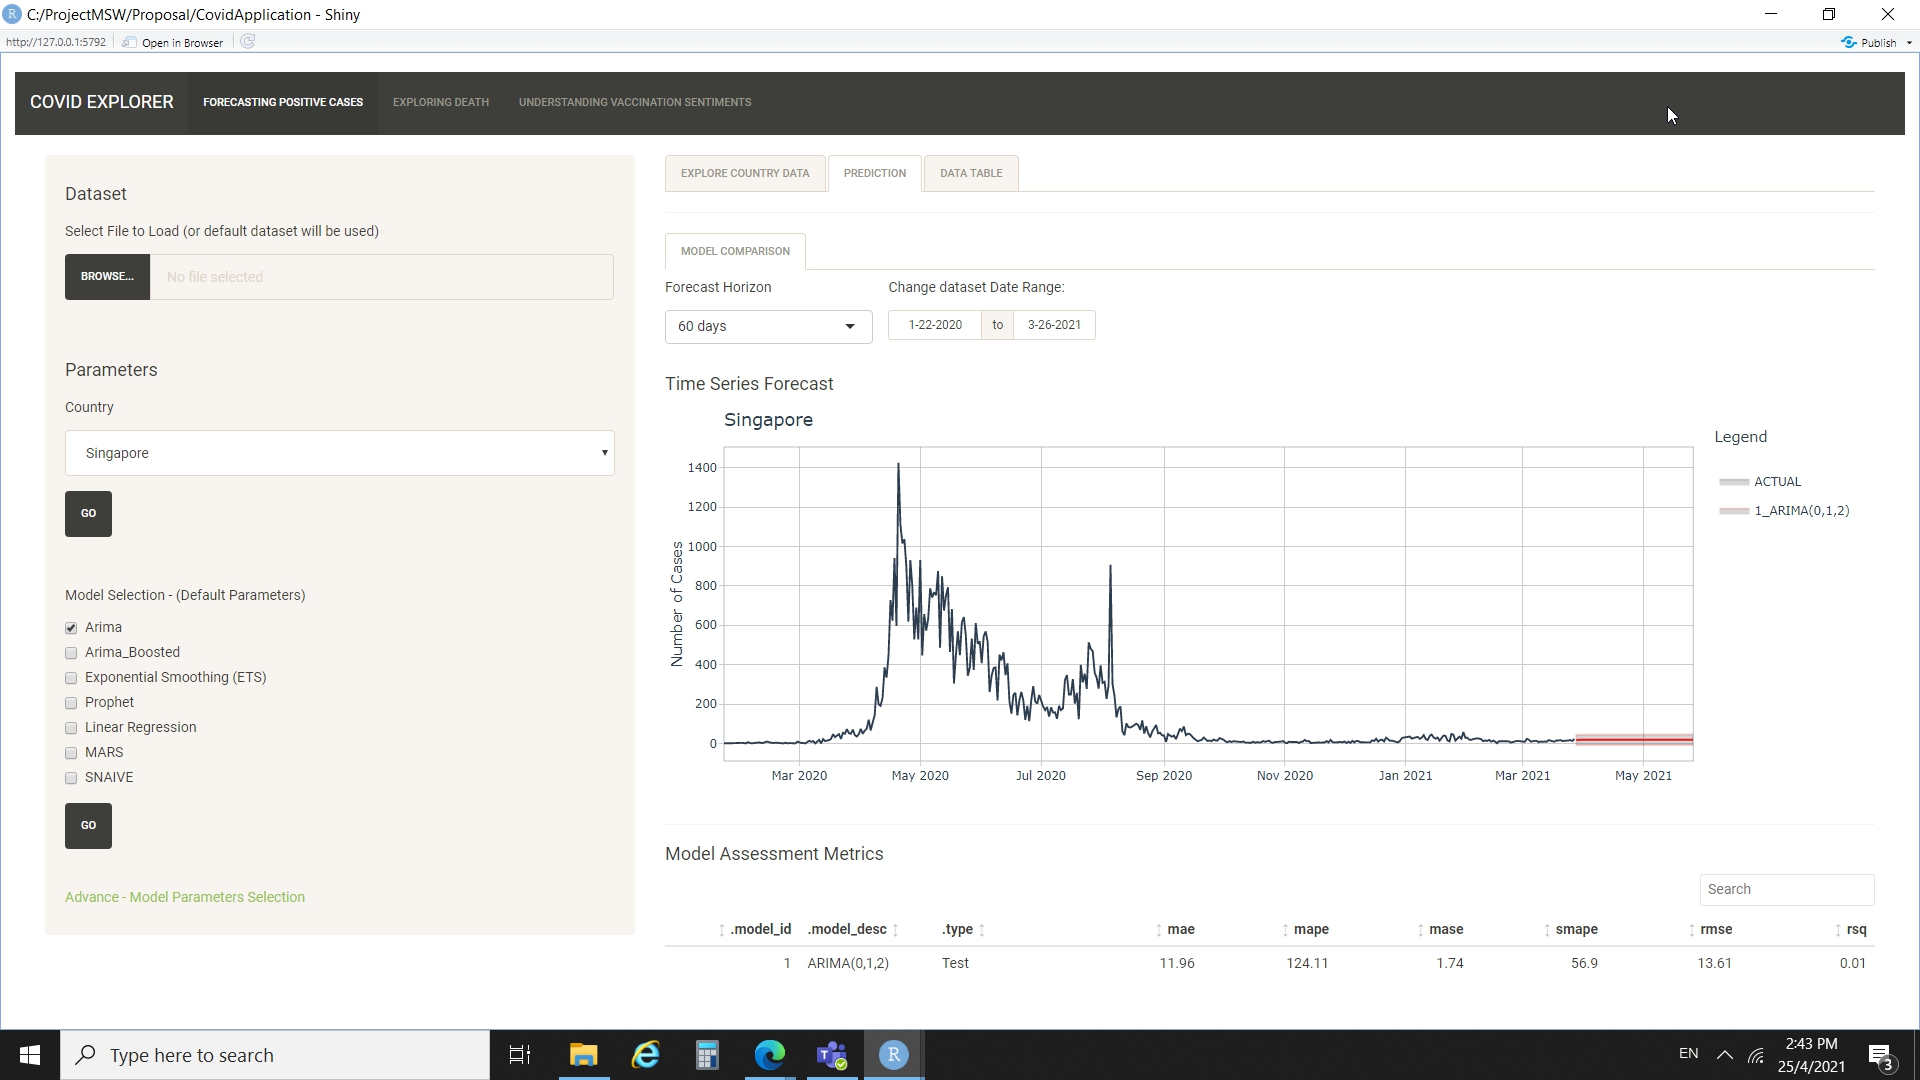 C:/ProjectMSW/Proposal/CovidApplication - Shiny
http://127.0.0.1:5792 Open in Browser Publish
COVID EXPLORER FORECASTING POSITIVE CASES EXPLORING DEATH UNDERSTANDING VACCINATION SENTIMENTS
Dataset
Select File to Load (or default dataset will be used)
BROWSE... No file selected
Parameters
Country
Singapore
GO
Model Selection - (Default Parameters)
Arima
Arima_Boosted
Exponential Smoothing (ETS)
Prophet
Linear Regression
MARS
SNAIVE
GO
Advance - Model Parameters Selection
EXPLORE COUNTRY DATA PREDICTION DATA TABLE
MODEL COMPARISON
Forecast Horizon Change dataset Date Range:
60 days 1-22-2020 to 3-26-2021
Time Series Forecast
Singapore
Number of Cases
1400
1200
1000
800
600
400
200
0
Mar 2020 May 2020 Jul 2020 Sep 2020 Nov 2020 Jan 2021 Mar 2021 May 2021
Legend
ACTUAL
1_ARIMA(0,1,2)
Model Assessment Metrics
Search
.model_id .model_desc .type mae mape mase smape rmse rsq
1 ARIMA(0,1,2) Test 11.96 124.11 1.74 56.9 13.61 0.01
Type here to search
EN
2:43 PM
25/4/2021
3